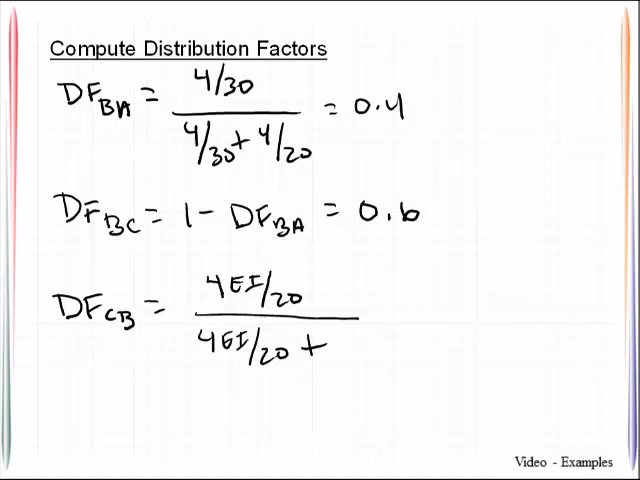 Compute Distribution Factors
DF_BA = (4/30) / (4/30 + 4/20) = 0.4
DF_BC = 1 - DF_BA = 0.6
DF_CB = (4EI/20) / (4EI/20 +
Video - Examples